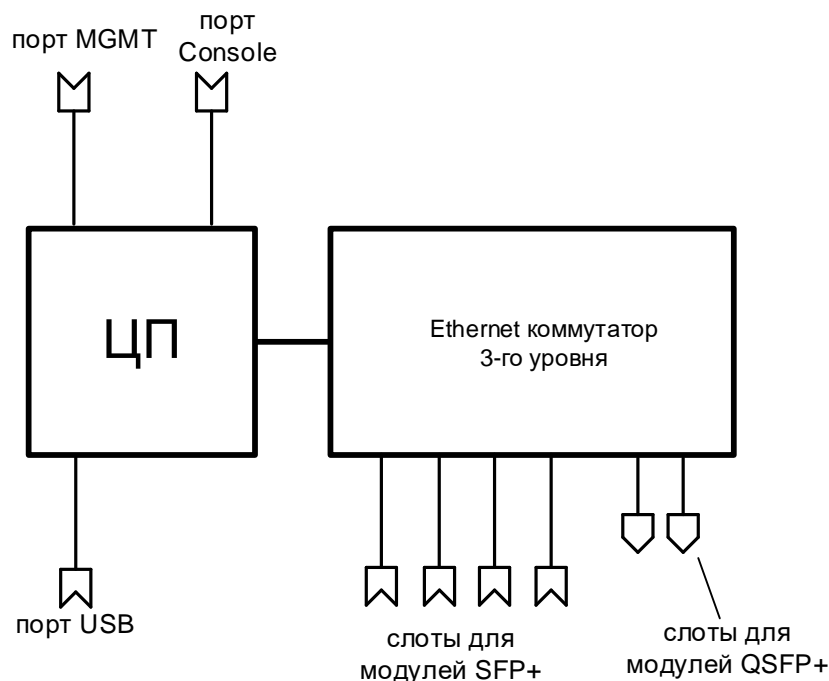 порт MGMT
порт
Console
ЦП
Ethernet коммутатор
3-го уровня
порт USB
слоты для
модулей SFP+
слоты для
модулей QSFP+